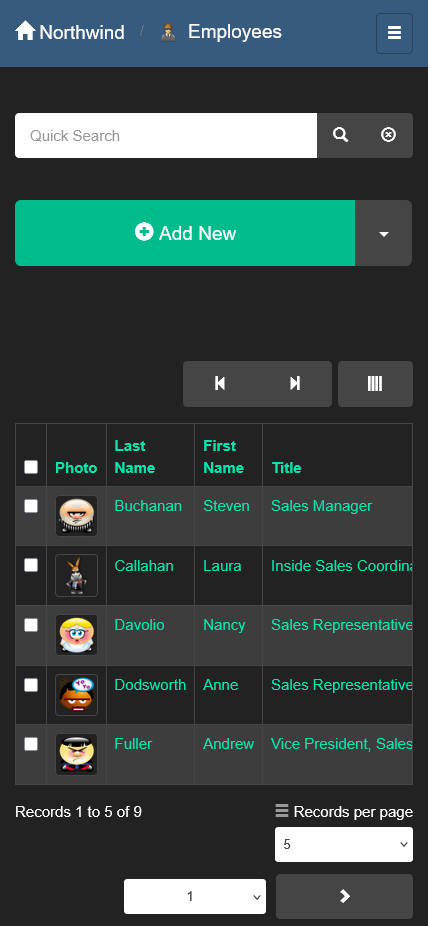 Northwind / Employees
Quick Search
Add New
Photo Last Name First Name Title
Buchanan Steven Sales Manager
Callahan Laura Inside Sales Coordina
Davolio Nancy Sales Representative
Dodsworth Anne Sales Representative
Fuller Andrew Vice President, Sales
Records 1 to 5 of 9 Records per page
5
1